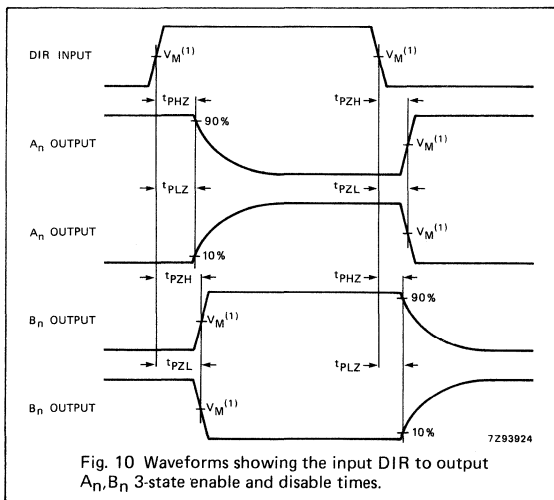 DIR INPUT
V_M(1) V_M(1)
t_PHZ t_PZH
90%
A_n OUTPUT V_M(1)
t_PLZ t_PZL
A_n OUTPUT V_M(1)
10%
t_PZH t_PHZ
90%
B_n OUTPUT V_M(1)
t_PZL t_PLZ
B_n OUTPUT V_M(1)
10%
7Z93924
Fig. 10 Waveforms showing the input DIR to output
A_n, B_n 3-state enable and disable times.